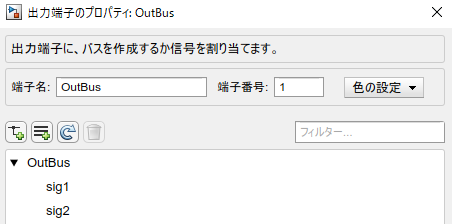 出力端子のプロパティ: OutBus
出力端子に、バスを作成するか信号を割り当てます。
端子名: OutBus 端子番号: 1 色の設定
フィルター...
OutBus
sig1
sig2